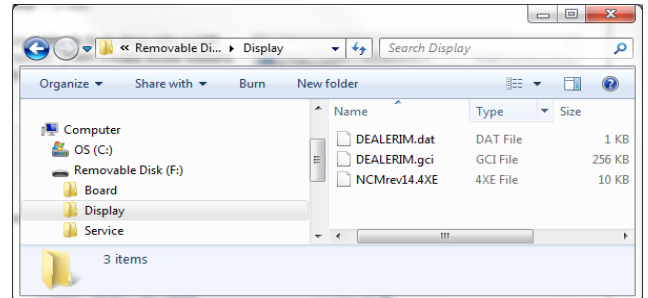 « Removable Di... Display Search Display
Organize Share with Burn New folder
Name Type Size
Computer
OS (C:)
Removable Disk (F:)
Board
Display
Service
DEALERIM.dat DAT File 1 KB
DEALERIM.gci GCI File 256 KB
NCMrev14.4XE 4XE File 10 KB
3 items